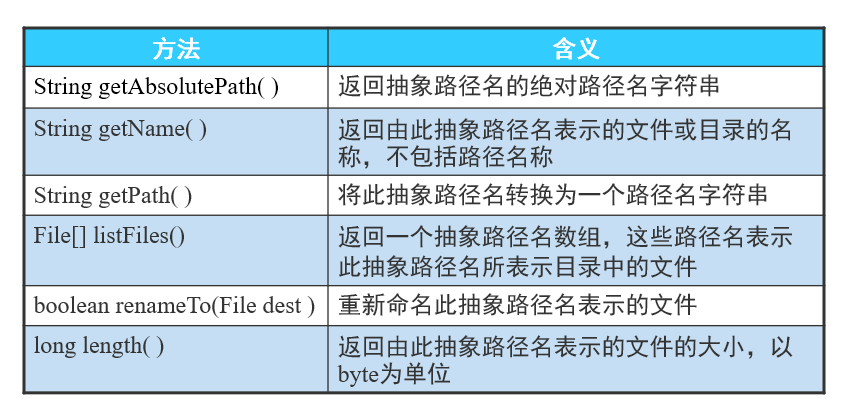 方法
含义
String getAbsolutePath( )
返回抽象路径名的绝对路径名字符串
String getName( )
返回由此抽象路径名表示的文件或目录的名
称，不包括路径名称
String getPath( )
将此抽象路径名转换为一个路径名字符串
File[] listFiles()
返回一个抽象路径名数组，这些路径名表示
此抽象路径名所表示目录中的文件
boolean renameTo(File dest )
重新命名此抽象路径名表示的文件
long length( )
返回由此抽象路径名表示的文件的大小，以
byte为单位